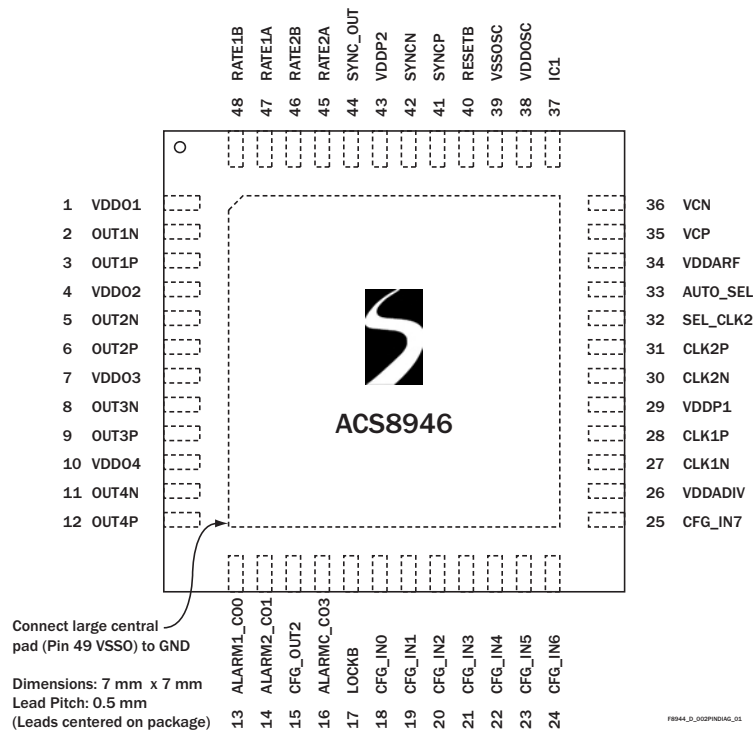 48 RATE1B
47 RATE1A
46 RATE2B
45 RATE2A
44 SYNC_OUT
43 VDDP2
42 SYNCN
41 SYNCP
40 RESETB
39 VSSOSC
38 VDDOSC
37 IC1
1 VDDO1
2 OUT1N
3 OUT1P
4 VDDO2
5 OUT2N
6 OUT2P
7 VDDO3
8 OUT3N
9 OUT3P
10 VDDO4
11 OUT4N
12 OUT4P
ACS8946
36 VCN
35 VCP
34 VDDARF
33 AUTO_SEL
32 SEL_CLK2
31 CLK2P
30 CLK2N
29 VDDP1
28 CLK1P
27 CLK1N
26 VDDADIV
25 CFG_IN7
13 ALARM1_CO0
14 ALARM2_CO1
15 CFG_OUT2
16 ALARMC_CO3
17 LOCKB
18 CFG_IN0
19 CFG_IN1
20 CFG_IN2
21 CFG_IN3
22 CFG_IN4
23 CFG_IN5
24 CFG_IN6
Connect large central
pad (Pin 49 VSSO) to GND
Dimensions: 7 mm x 7 mm
Lead Pitch: 0.5 mm
(Leads centered on package)
F8944_D_002PINDIAG_01